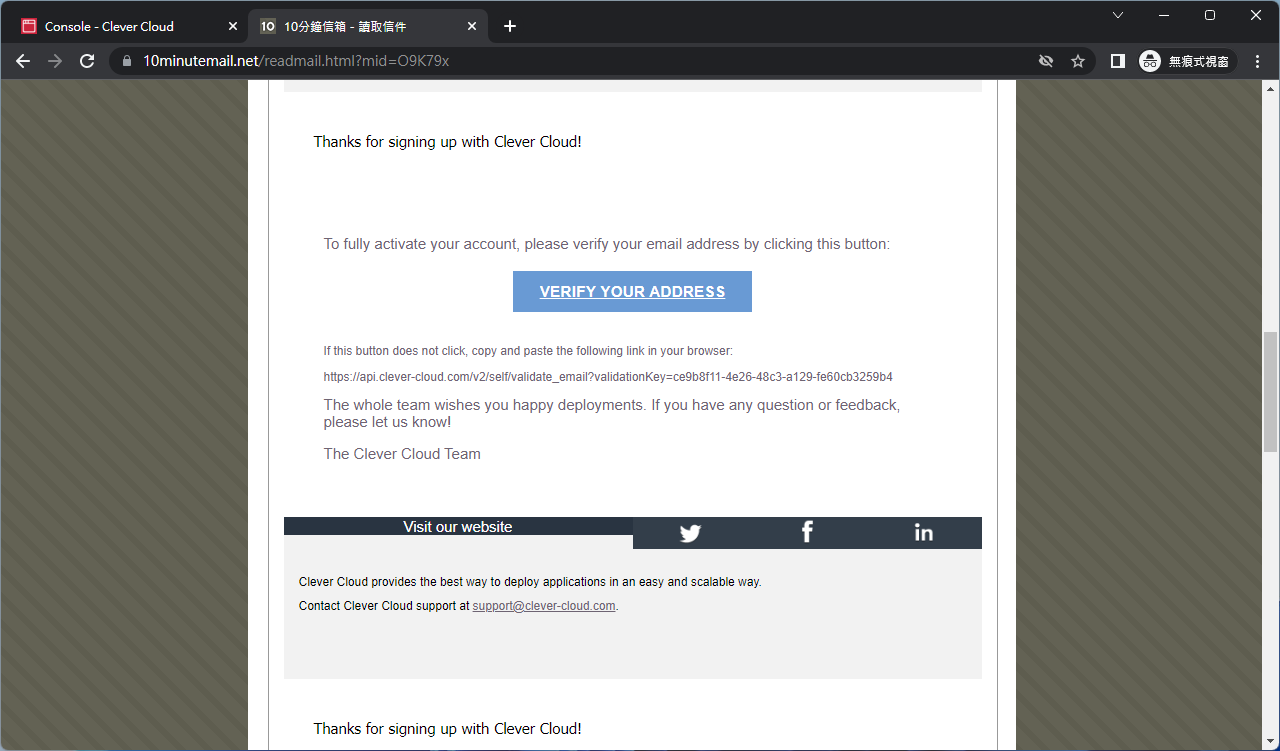 Console - Clever Cloud
10 10分鐘信箱 - 讀取信件
10minutemail.net/readmail.html?mid=O9K79x
無痕式視窗
Thanks for signing up with Clever Cloud!
To fully activate your account, please verify your email address by clicking this button:
VERIFY YOUR ADDRESS
If this button does not click, copy and paste the following link in your browser:
https://api.clever-cloud.com/v2/self/validate_email?validationKey=ce9b8f11-4e26-48c3-a129-fe60cb3259b4
The whole team wishes you happy deployments. If you have any question or feedback,
please let us know!
The Clever Cloud Team
Visit our website
Clever Cloud provides the best way to deploy applications in an easy and scalable way.
Contact Clever Cloud support at support@clever-cloud.com.
Thanks for signing up with Clever Cloud!